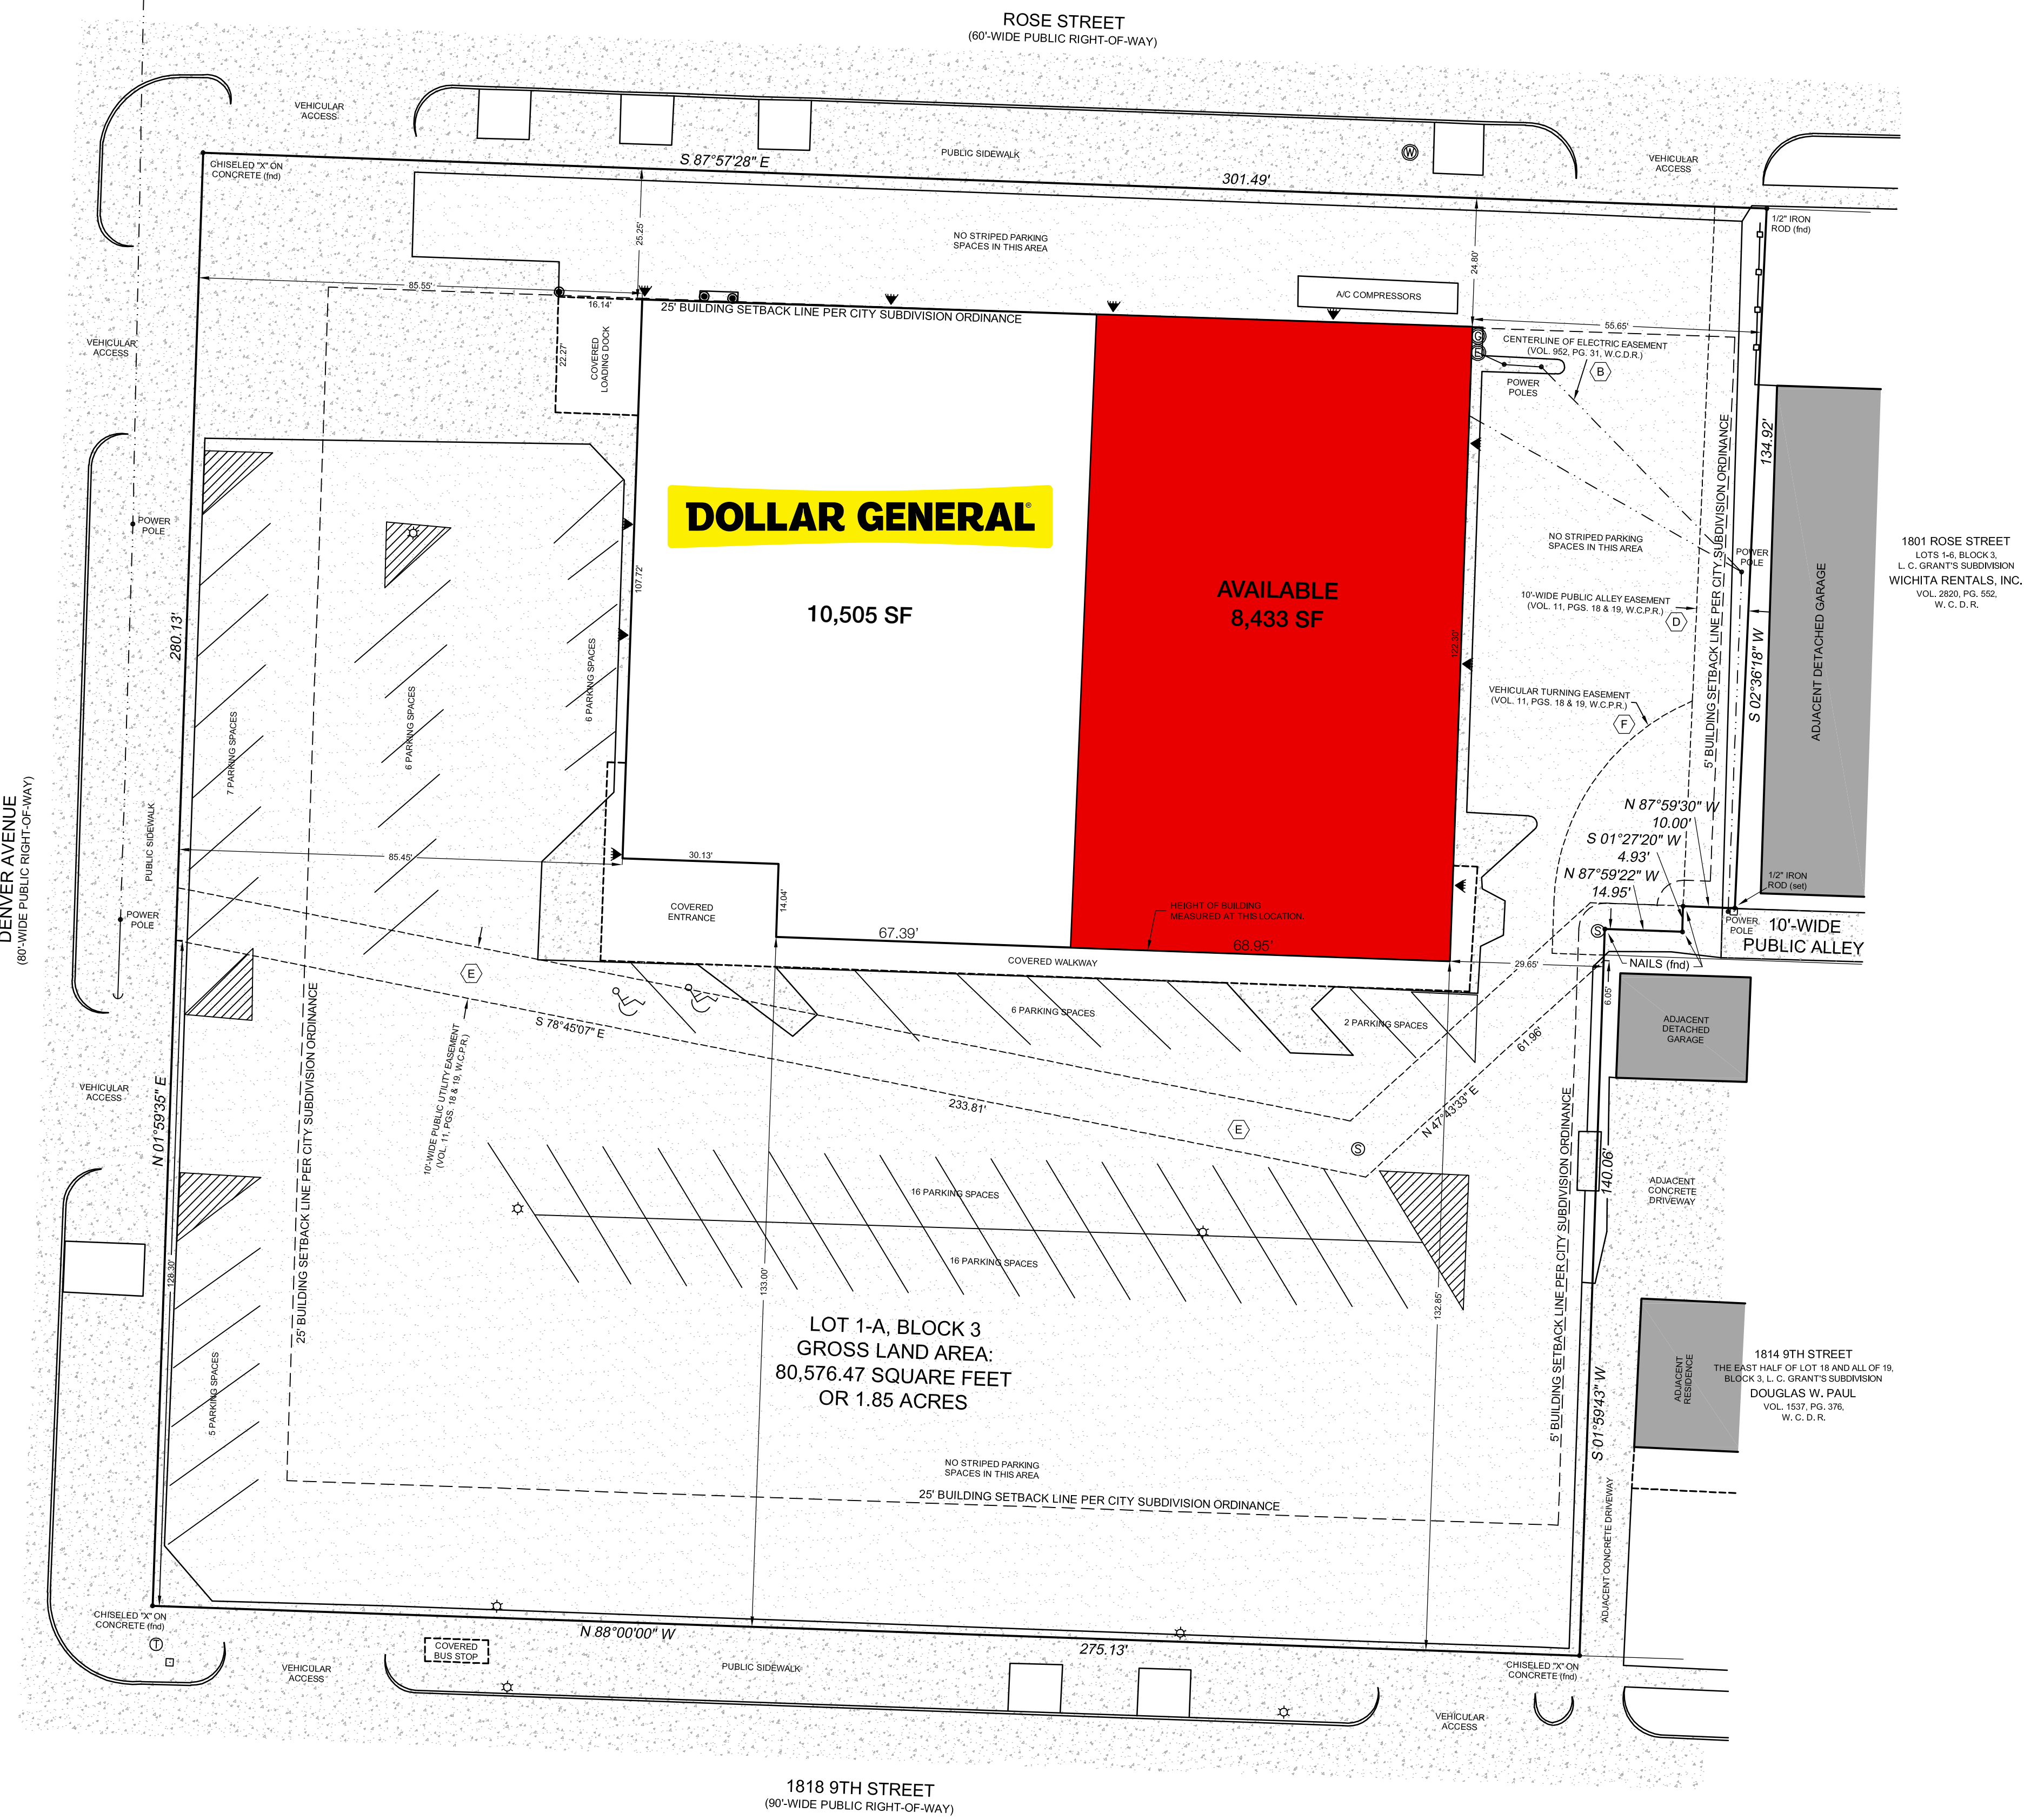 ROSE STREET
(60'-WIDE PUBLIC RIGHT-OF-WAY)
VEHICULAR
ACCESS
CHISELED "X" ON
CONCRETE (fnd)
S 87°57'28" E
PUBLIC SIDEWALK
301.49'
W
VEHICULAR
ACCESS
1/2" IRON
ROD (fnd)
25.25'
NO STRIPED PARKING
SPACES IN THIS AREA
24.80'
85.55'
16.14'
25' BUILDING SETBACK LINE PER CITY SUBDIVISION ORDINANCE
A/C COMPRESSORS
55.65'
VEHICULAR
ACCESS
22.27'
COVERED
LOADING DOCK
G
E
CENTERLINE OF ELECTRIC EASEMENT
(VOL. 952, PG. 31, W.C.D.R.)
B
POWER
POLES
134.92'
5' BUILDING SETBACK LINE PER CITY SUBDIVISION ORDINANCE
DOLLAR GENERAL®
10,505 SF
AVAILABLE
8,433 SF
POWER
POLE
107.72'
122.30'
NO STRIPED PARKING
SPACES IN THIS AREA
POWER
POLE
10'-WIDE PUBLIC ALLEY EASEMENT
(VOL. 11, PGS. 18 & 19, W.C.P.R.)
D
ADJACENT DETACHED GARAGE
1801 ROSE STREET
LOTS 1-6, BLOCK 3,
L. C. GRANT'S SUBDIVISION
WICHITA RENTALS, INC.
VOL. 2820, PG. 552,
W. C. D. R.
280.13'
7 PARKING SPACES
6 PARKING SPACES
6 PARKING SPACES
VEHICULAR TURNING EASEMENT
(VOL. 11, PGS. 18 & 19, W.C.P.R.)
F
S 02°36'18" W
DENVER AVENUE
(80'-WIDE PUBLIC RIGHT-OF-WAY)
PUBLIC SIDEWALK
85.45'
30.13'
14.04'
COVERED
ENTRANCE
POWER
POLE
67.39'
HEIGHT OF BUILDING
MEASURED AT THIS LOCATION.
68.95'
COVERED WALKWAY
29.65'
N 87°59'30" W
10.00'
S 01°27'20" W
4.93'
N 87°59'22" W
14.95'
1/2" IRON
ROD (set)
S
POWER
POLE
10'-WIDE
PUBLIC ALLEY
NAILS (fnd)
6.05'
E
10'-WIDE PUBLIC UTILITY EASEMENT
(VOL. 11, PGS. 18 & 19, W.C.P.R.)
S 78°45'07" E
6 PARKING SPACES
2 PARKING SPACES
61.96'
ADJACENT
DETACHED
GARAGE
VEHICULAR
ACCESS
N 01°59'35" E
25' BUILDING SETBACK LINE PER CITY SUBDIVISION ORDINANCE
233.81'
E
S
N 47°43'33" E
5' BUILDING SETBACK LINE PER CITY SUBDIVISION ORDINANCE
140.06'
ADJACENT
CONCRETE
DRIVEWAY
16 PARKING SPACES
16 PARKING SPACES
128.30'
133.00'
132.85'
5 PARKING SPACES
LOT 1-A, BLOCK 3
GROSS LAND AREA:
80,576.47 SQUARE FEET
OR 1.85 ACRES
ADJACENT
RESIDENCE
1814 9TH STREET
THE EAST HALF OF LOT 18 AND ALL OF 19,
BLOCK 3, L. C. GRANT'S SUBDIVISION
DOUGLAS W. PAUL
VOL. 1537, PG. 376,
W. C. D. R.
S 01°59'43" W
NO STRIPED PARKING
SPACES IN THIS AREA
25' BUILDING SETBACK LINE PER CITY SUBDIVISION ORDINANCE
ADJACENT CONCRETE DRIVEWAY
CHISELED "X" ON
CONCRETE (fnd)
T
N 88°00'00" W
COVERED
BUS STOP
275.13'
VEHICULAR
ACCESS
PUBLIC SIDEWALK
CHISELED "X" ON
CONCRETE (fnd)
VEHICULAR
ACCESS
1818 9TH STREET
(90'-WIDE PUBLIC RIGHT-OF-WAY)